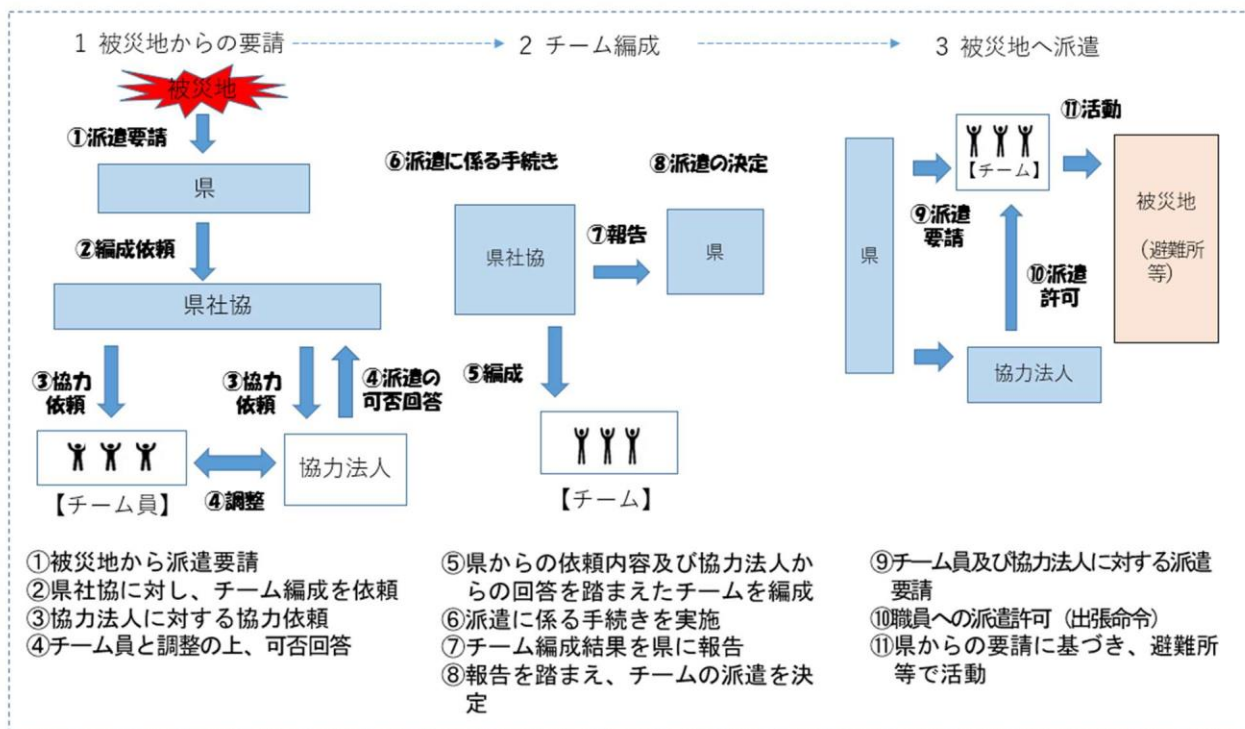 1 被災地からの要請
2 チーム編成
3 被災地へ派遣
被災地
①派遣要請
県
②編成依頼
県社協
③協力
依頼
③協力
依頼
④派遣の
可否回答
【チーム員】
④調整
協力法人
⑥派遣に係る手続き
⑧派遣の決定
県社協
⑦報告
県
⑤編成
【チーム】
⑪活動
【チーム】
県
⑨派遣
要請
⑩派遣
許可
協力法人
被災地
(避難所
等)
①被災地から派遣要請
②県社協に対し、チーム編成を依頼
③協力法人に対する協力依頼
④チーム員と調整の上、可否回答
⑤県からの依頼内容及び協力法人か
らの回答を踏まえたチームを編成
⑥派遣に係る手続きを実施
⑦チーム編成結果を県に報告
⑧報告を踏まえ、チームの派遣を決
定
⑨チーム員及び協力法人に対する派遣
要請
⑩職員への派遣許可（出張命令）
⑪県からの要請に基づき、避難所
等で活動